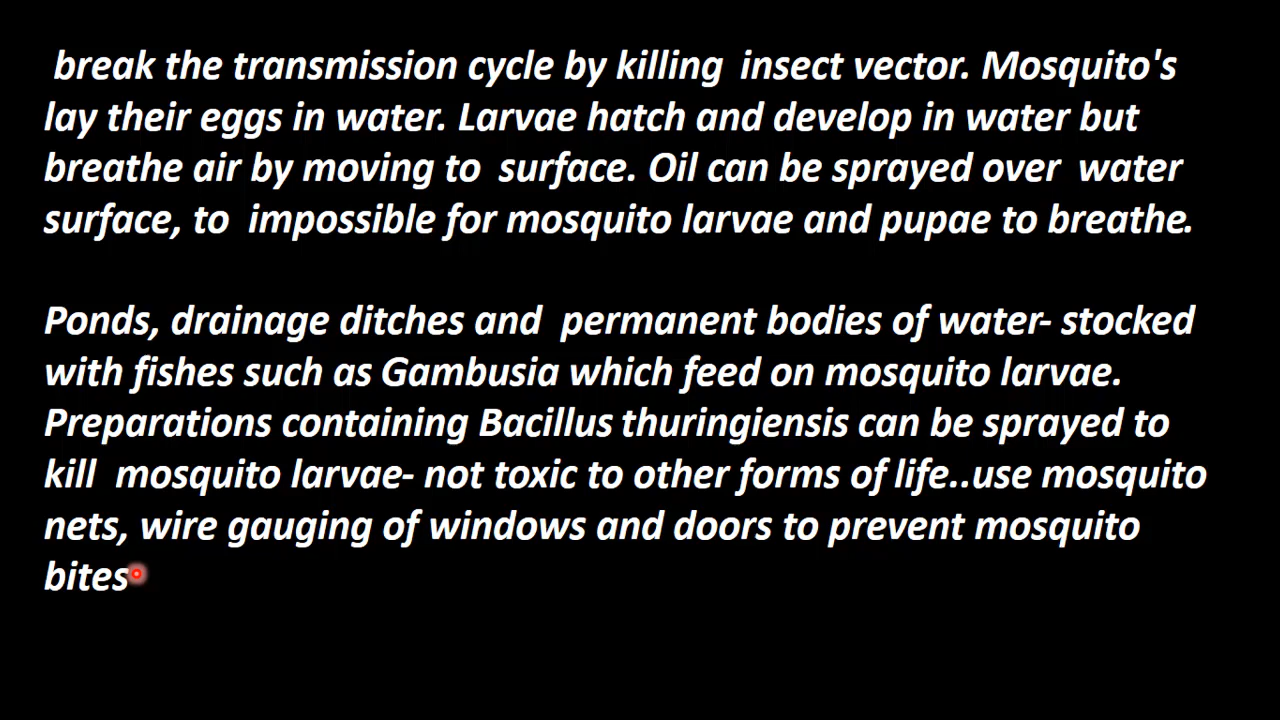 break the transmission cycle by killing insect vector. Mosquito's
lay their eggs in water. Larvae hatch and develop in water but
breathe air by moving to surface. Oil can be sprayed over water
surface, to impossible for mosquito larvae and pupae to breathe.
Ponds, drainage ditches and permanent bodies of water- stocked
with fishes such as Gambusia which feed on mosquito larvae.
Preparations containing Bacillus thuringiensis can be sprayed to
kill mosquito larvae- not toxic to other forms of life..use mosquito
nets, wire gauging of windows and doors to prevent mosquito
bites